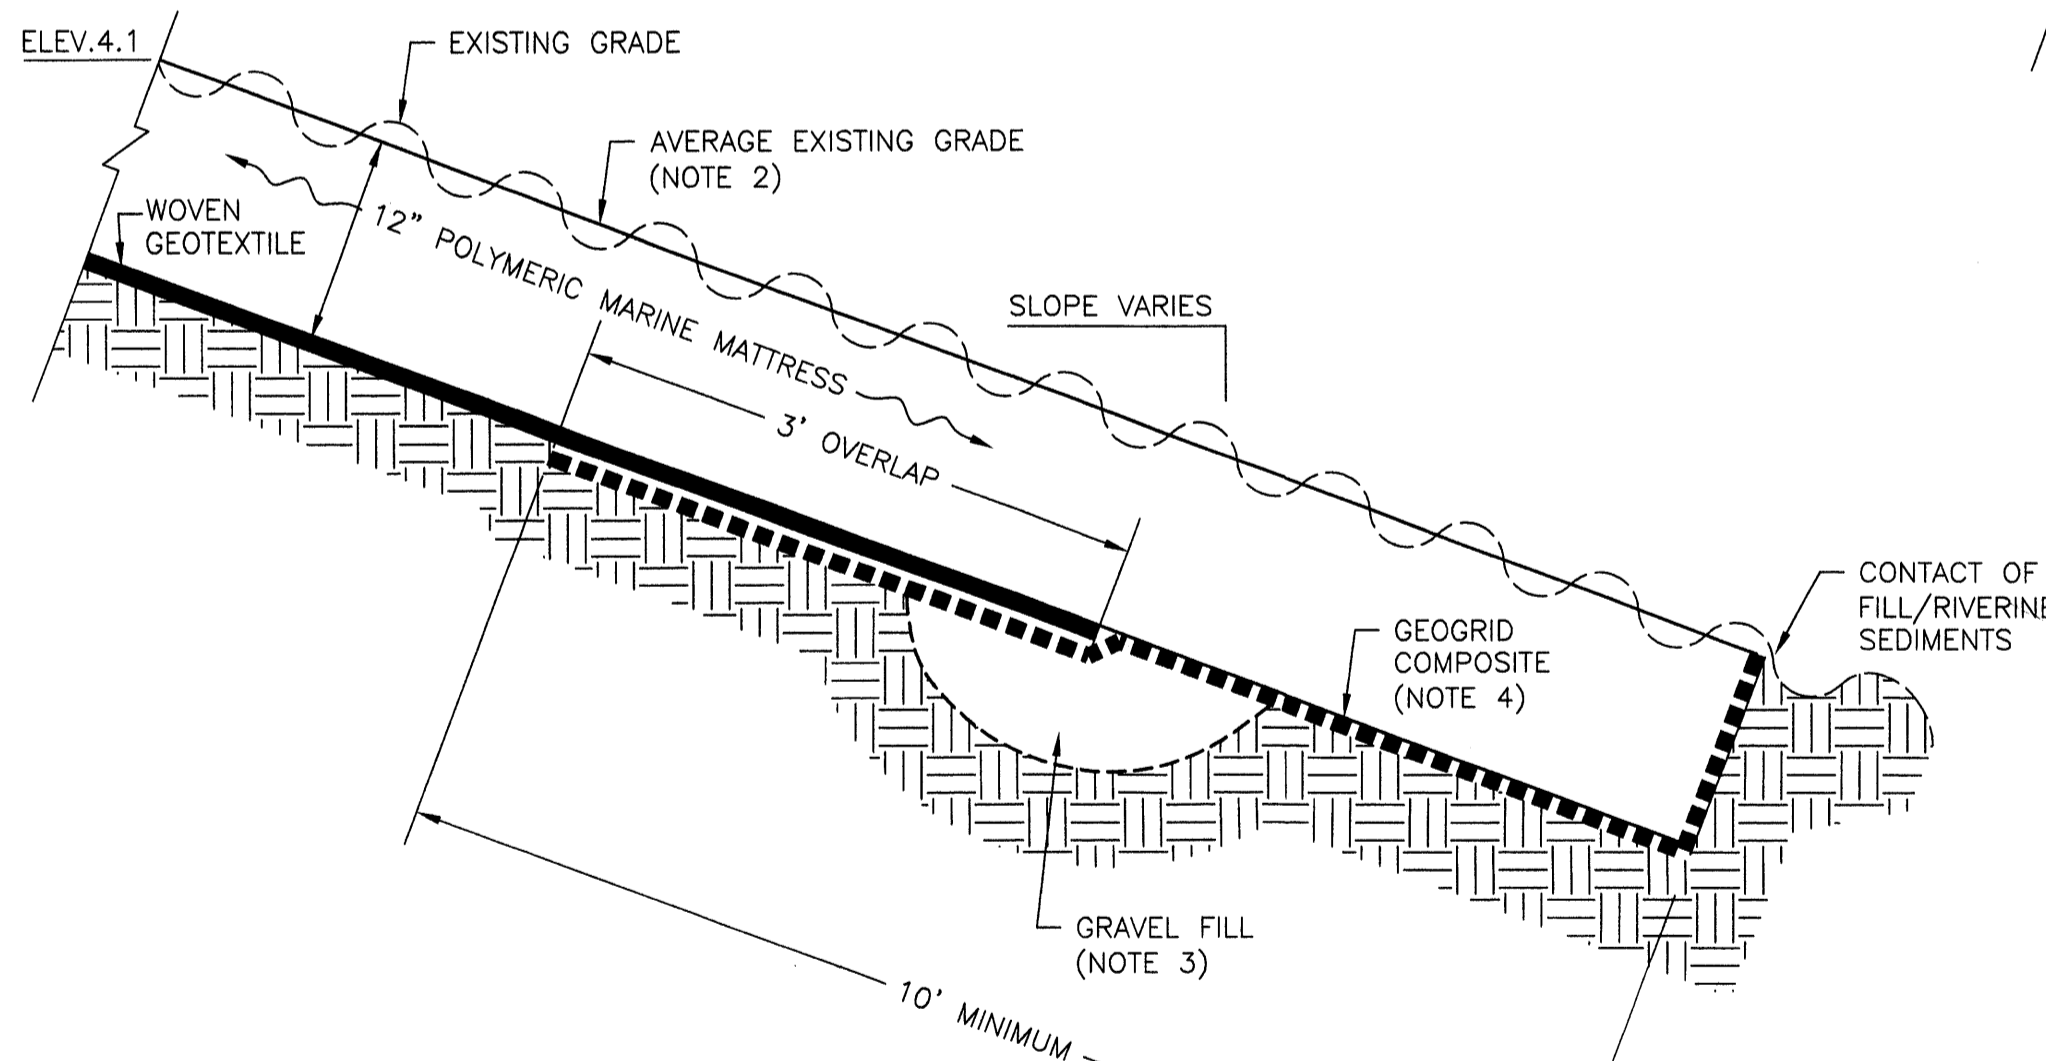 ELEV.4.1
EXISTING GRADE
AVERAGE EXISTING GRADE
(NOTE 2)
WOVEN
GEOTEXTILE
12" POLYMERIC MARINE MATTRESS
SLOPE VARIES
3' OVERLAP
CONTACT OF
FILL/RIVERINE
SEDIMENTS
GEOGRID
COMPOSITE
(NOTE 4)
GRAVEL FILL
(NOTE 3)
10' MINIMUM